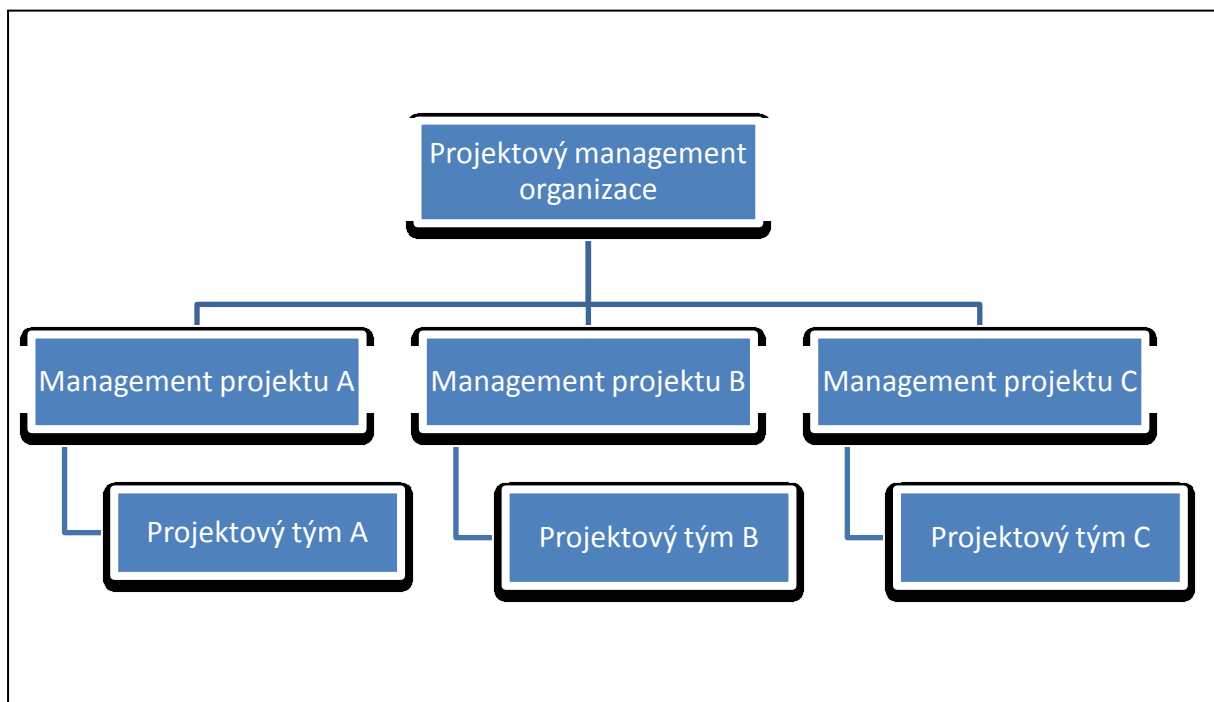 Projektový management
organizace
Management projektu A
Management projektu B
Management projektu C
Projektový tým A
Projektový tým B
Projektový tým C